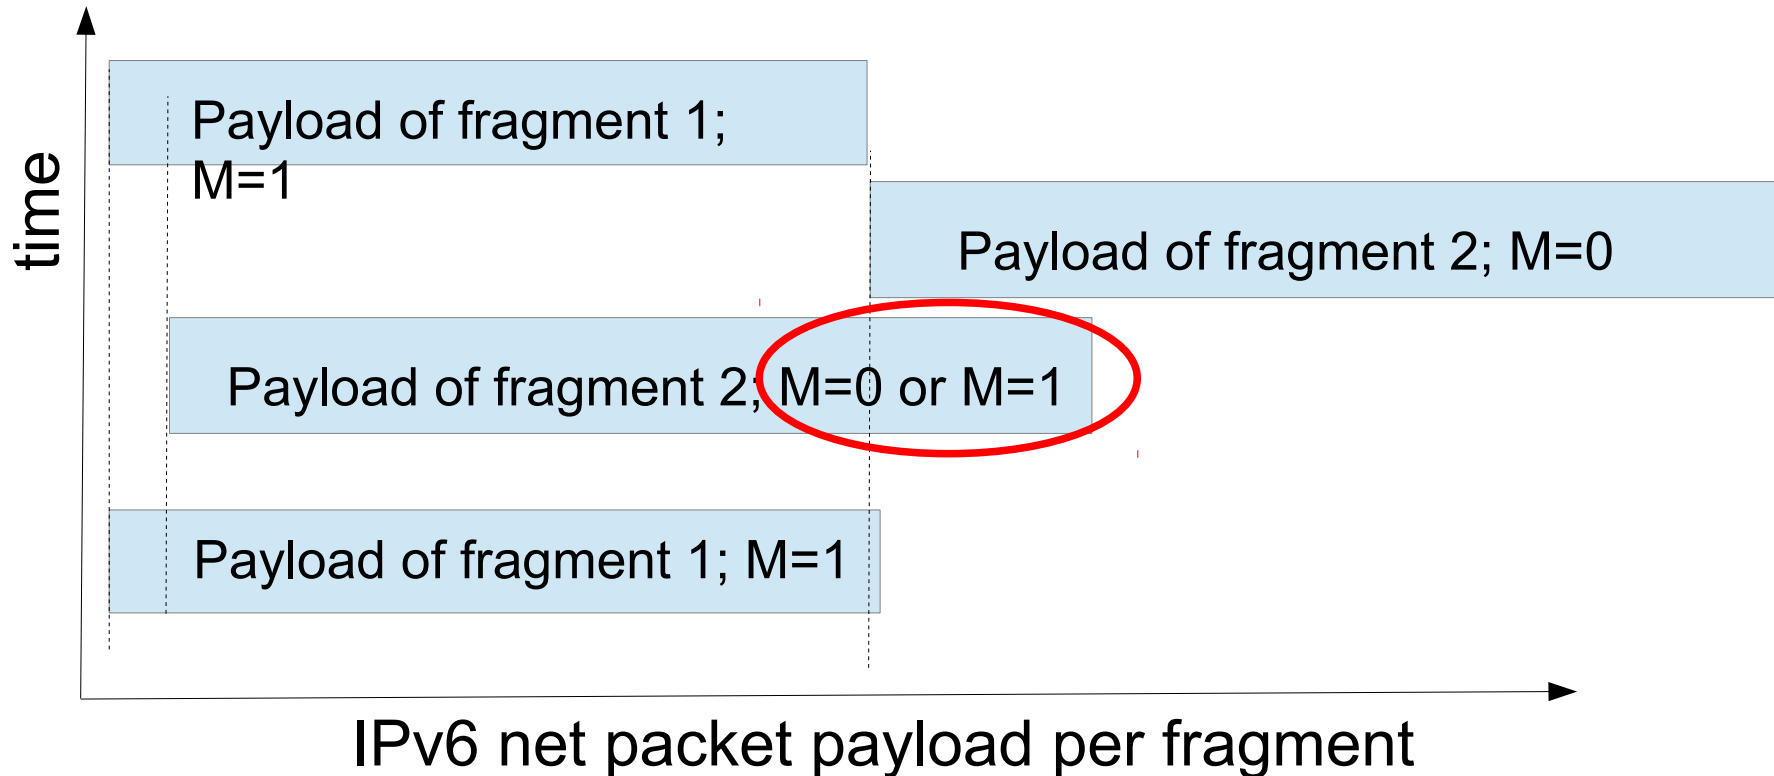 time
Payload of fragment 1;
M=1
Payload of fragment 2; M=0
Payload of fragment 2; M=0 or M=1
Payload of fragment 1; M=1
IPv6 net packet payload per fragment